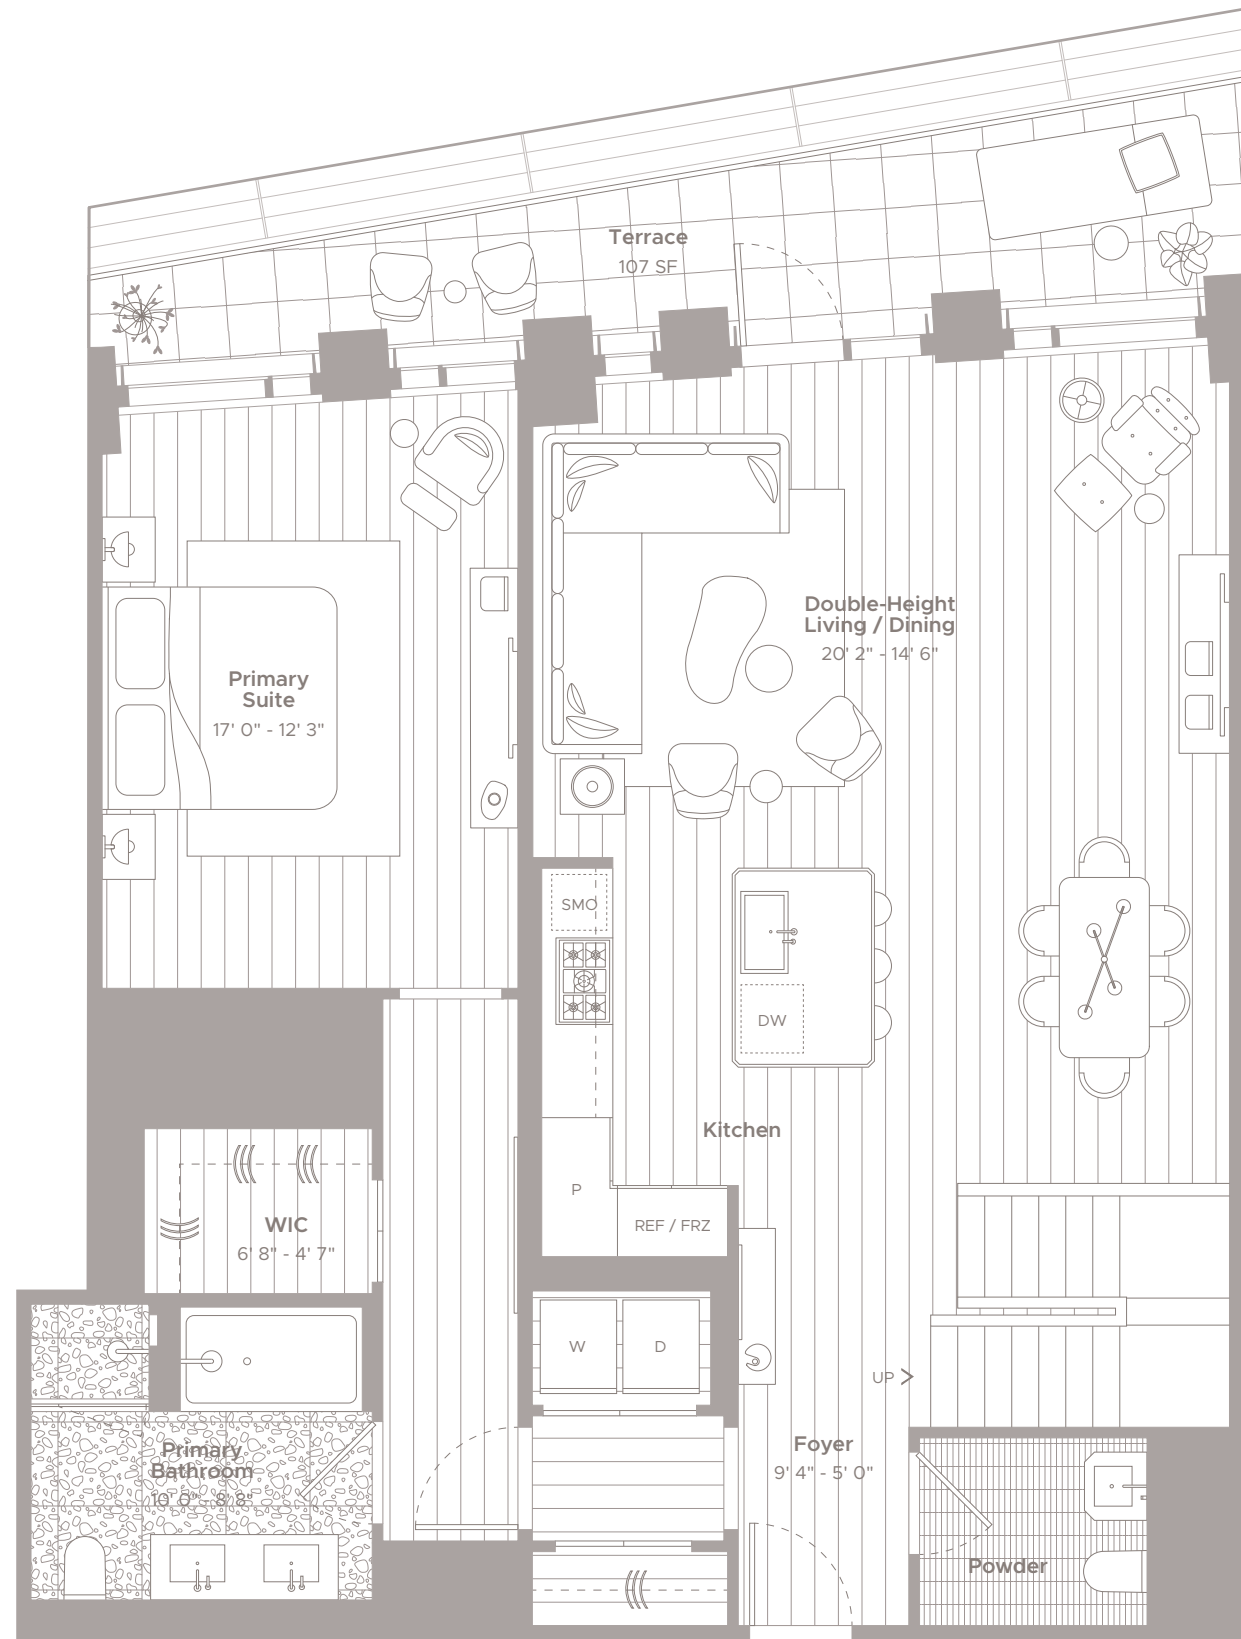 Terrace
107 SF
Double-Height
Living / Dining
20' 2" - 14' 6"
Primary
Suite
17' 0" - 12' 3"
SMO
DW
Kitchen
P
REF / FRZ
WIC
6' 8" - 4' 7"
W
D
UP
Primary
Bathroom
10' 0" - 8' 8"
Foyer
9' 4" - 5' 0"
Powder